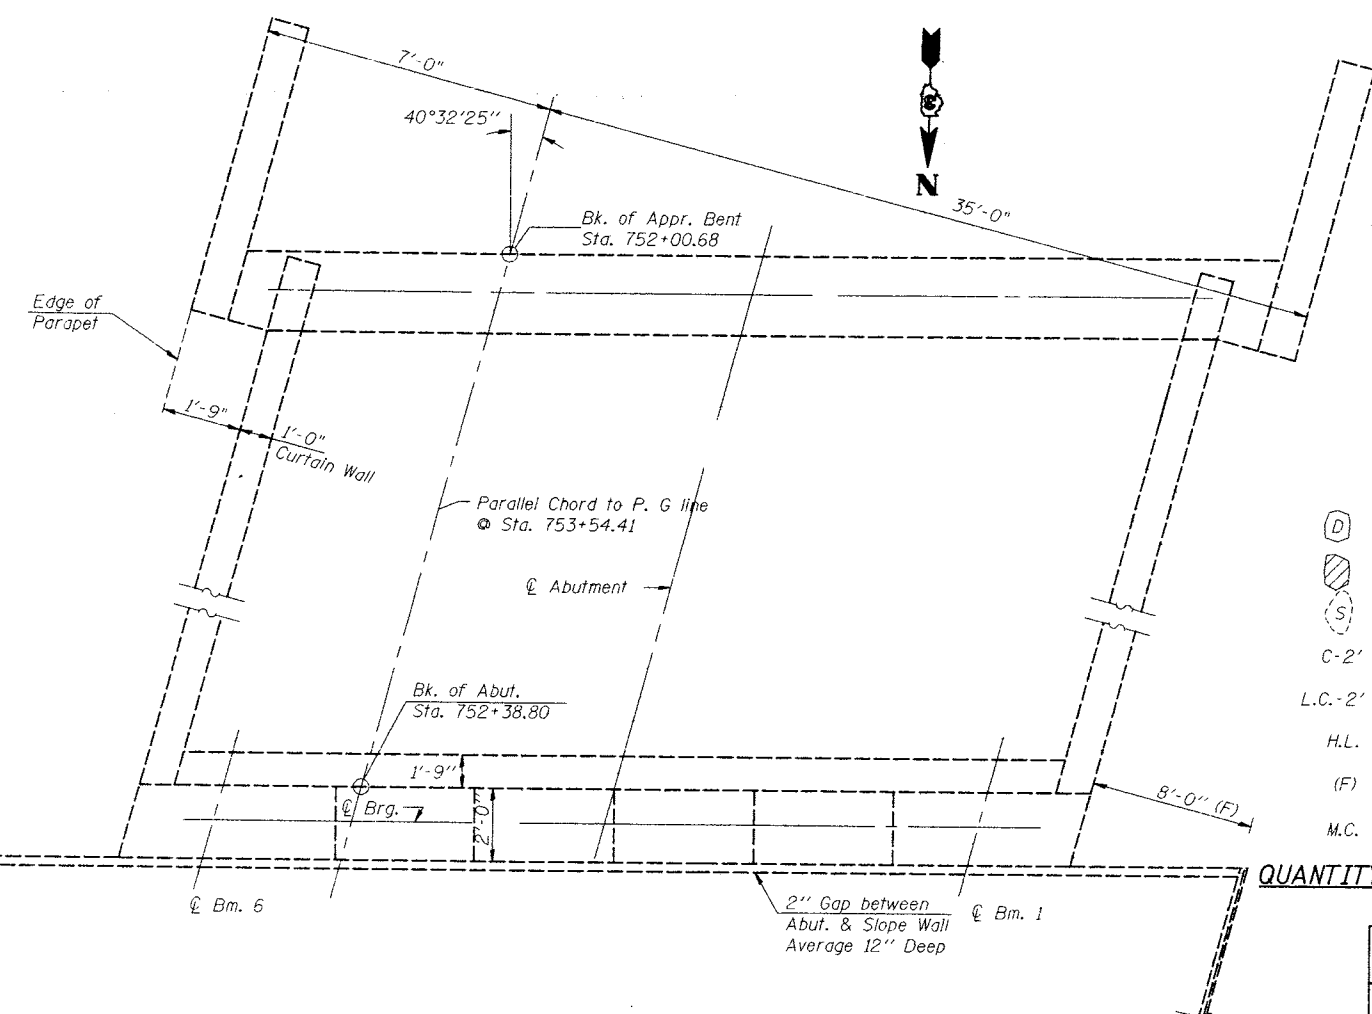 7'-0"
40°32'25"
N
35'-0"
Bk. of Appr. Bent
Sta. 752+00.68
Edge of
Parapet
1'-9"
1'-0"
Curtain Wall
Parallel Chord to P. G line
@ Sta. 753+54.41
℄ Abutment
D
S
C-2'
L.C.-2'
H.L.
(F)
M.C.
Bk. of Abut.
Sta. 752+38.80
1'-9"
℄ Brg.
2'-0"
8'-0" (F)
℄ Bm. 6
2" Gap between
Abut. & Slope Wall
Average 12" Deep
℄ Bm. 1